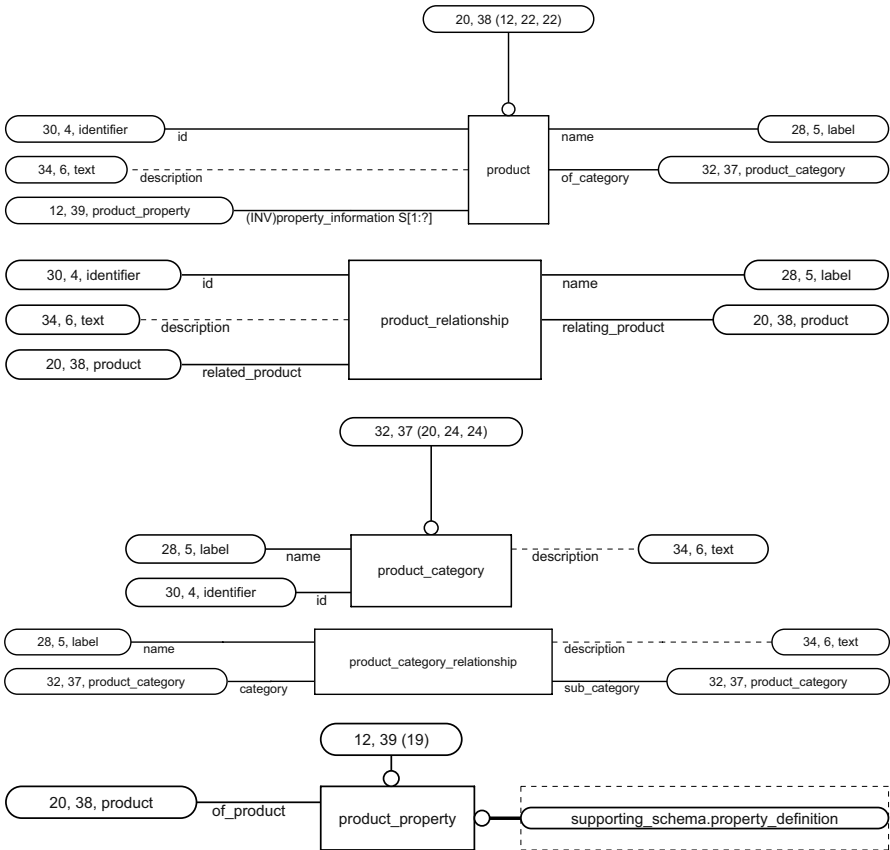 20, 38 (12, 22, 22)
30, 4, identifier
id
name
28, 5, label
34, 6, text
description
product
of_category
32, 37, product_category
12, 39, product_property
(INV)property_information S[1:?]
30, 4, identifier
id
name
28, 5, label
34, 6, text
description
product_relationship
relating_product
20, 38, product
20, 38, product
related_product
32, 37 (20, 24, 24)
28, 5, label
name
product_category
description
34, 6, text
30, 4, identifier
id
28, 5, label
name
product_category_relationship
description
34, 6, text
32, 37, product_category
category
sub_category
32, 37, product_category
12, 39 (19)
20, 38, product
of_product
product_property
supporting_schema.property_definition